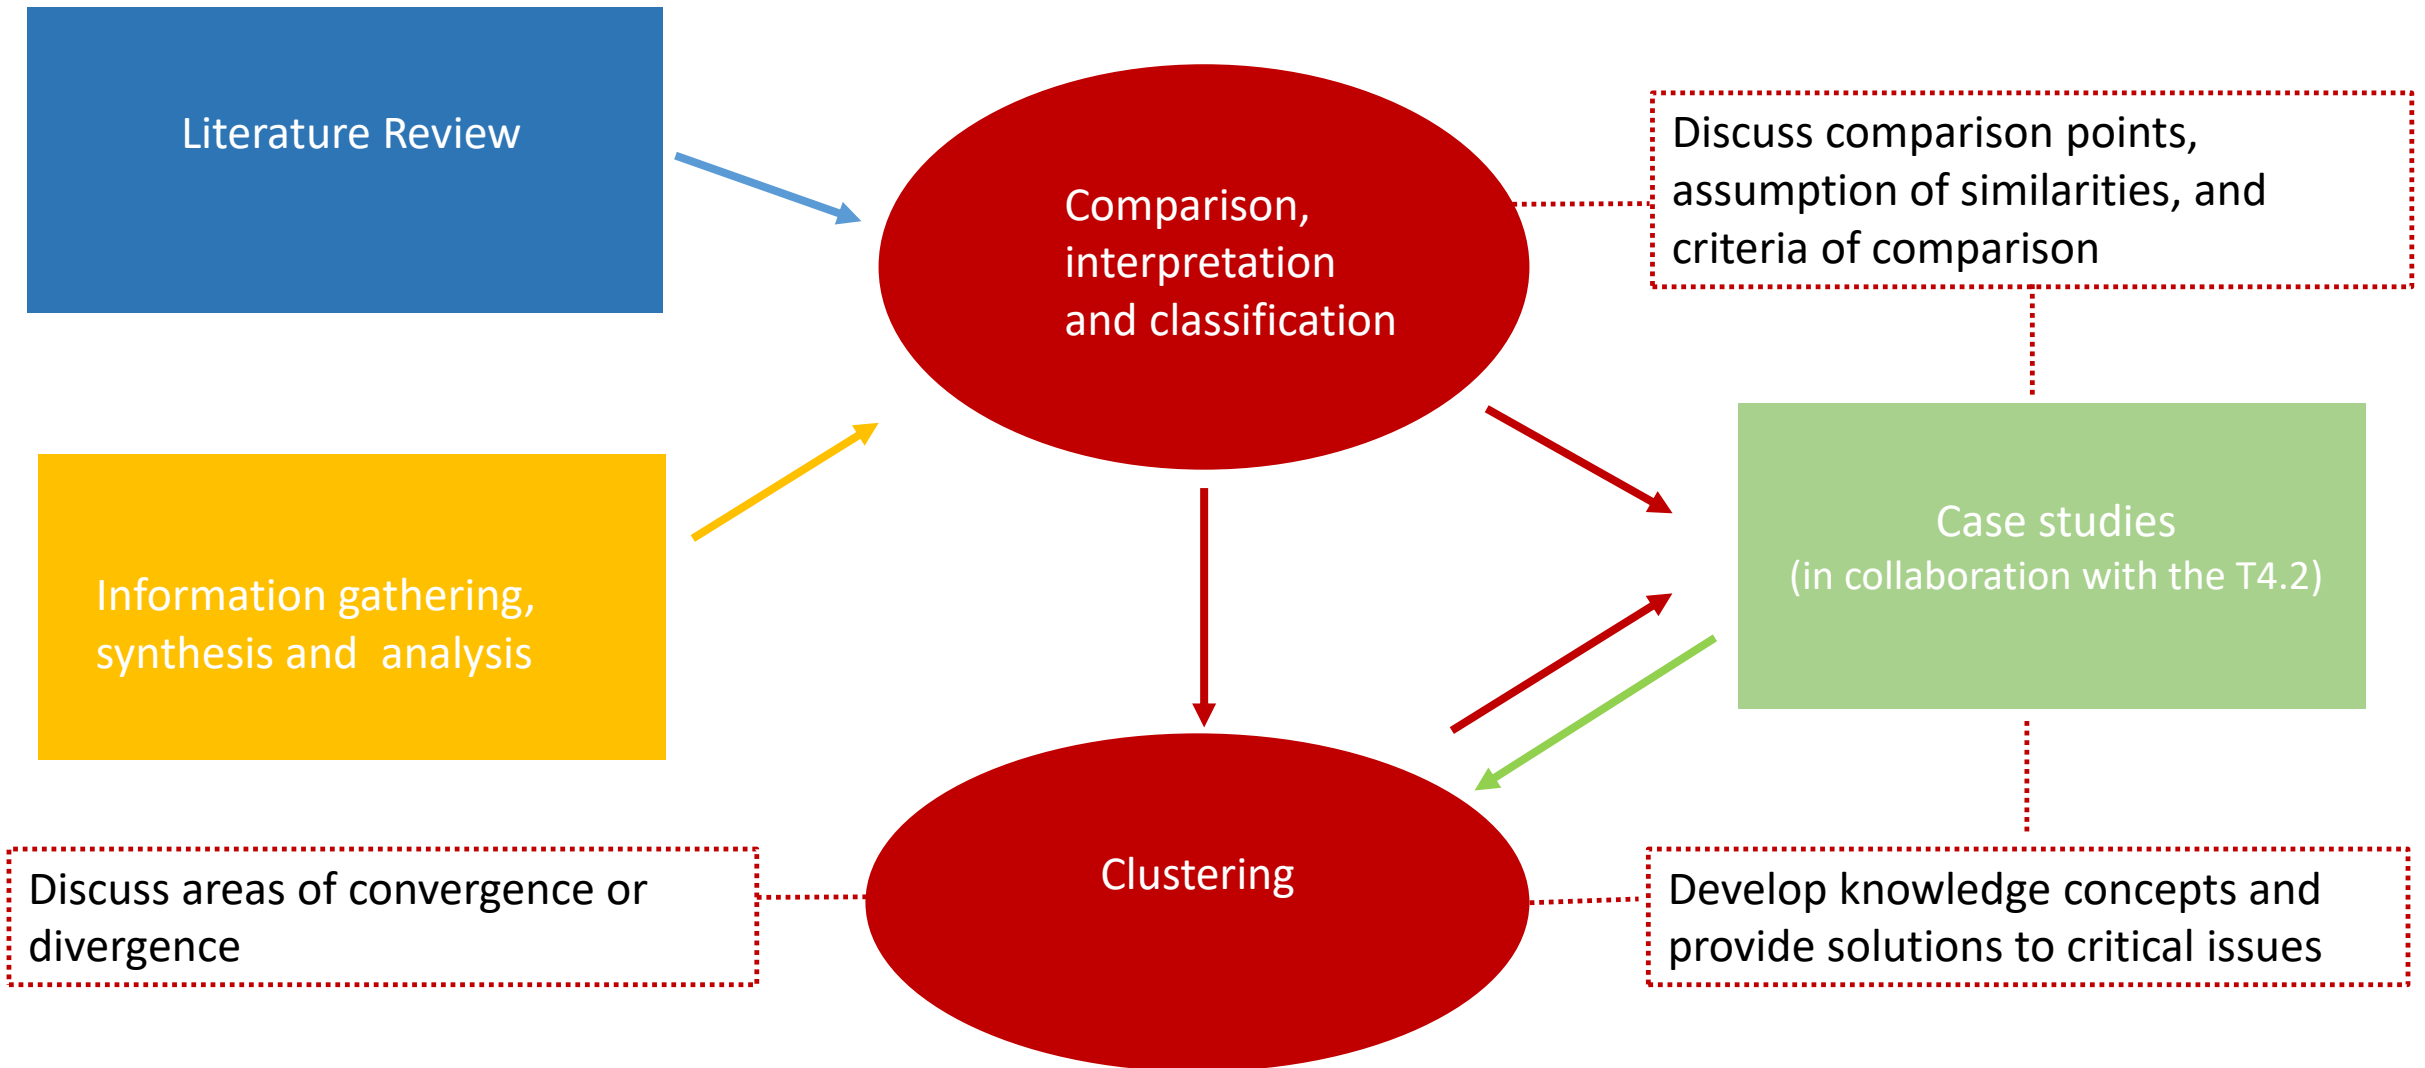 Literature Review
Comparison,
interpretation
and classification
Discuss comparison points,
assumption of similarities, and
criteria of comparison
Information gathering,
synthesis and  analysis
Case studies
(in collaboration with the T4.2)
Clustering
Discuss areas of convergence or
divergence
Develop knowledge concepts and
provide solutions to critical issues